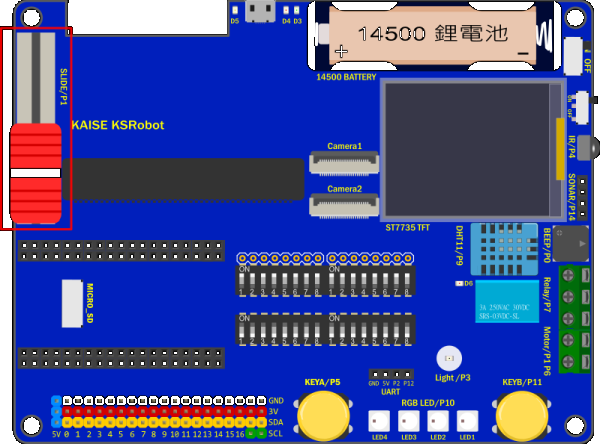 D5
D4 D3
14500 鋰電池
+
−
14500 BATTERY
OFF
SLIDE/P1
KAISE KSRobot
Camera1
Camera2
ON
OFF
IR/P4
SONAR/P14
ST7735 TFT
DHT11/P9
BEEP/P0
D6
3A 250VAC 30VDC
SRS-03VDC-SL
Relay/P7
Motor/P1 P6
MICRO_SD
ON ON
1 2 3 4 5 6 7 8 1 2 3 4 5 6 7 8
ON ON
1 2 3 4 5 6 7 8 1 2 3 4 5 6 7 8
Light/P3
GND 5V P2 P12
UART
KEYA/P5
RGB LED/P10
KEYB/P11
LED4 LED3 LED2 LED1
GND
3V
SDA
SCL
5V 0 1 2 3 4 5 6 7 8 9 10 11 12 13 14 15 16